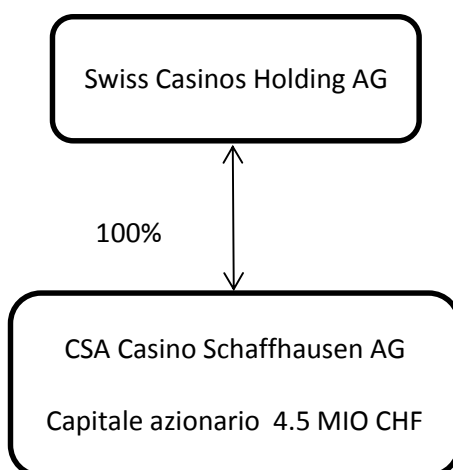 Swiss Casinos Holding AG
100%
CSA Casino Schaffhausen AG
Capitale azionario 4.5 MIO CHF